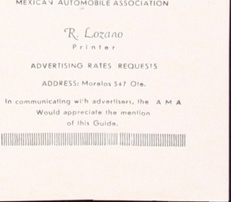 MEXICAN AUTOMOBILE ASSOCIATION
R. Lozano
Printer
ADVERTISING RATES REQUESTS
ADDRESS: Morelos 547 Ote.
In communicating with advertisers, the A M A
Would appreciate the mention
of this Guide.